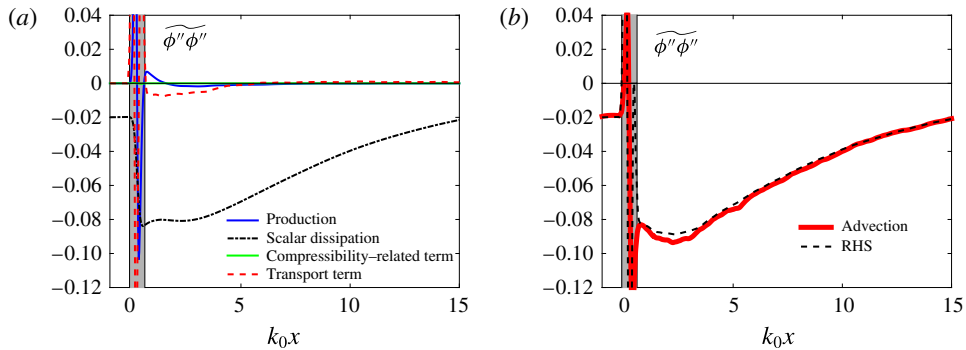 (a)
0.04
0.02
0
−0.02
−0.04
−0.06
−0.08
−0.10
−0.12
0 5 10 15
k₀x
φ″φ″
Production
Scalar dissipation
Compressibility–related term
Transport term
(b)
0.04
0.02
0
−0.02
−0.04
−0.06
−0.08
−0.10
−0.12
0 5 10 15
k₀x
φ″φ″
Advection
RHS